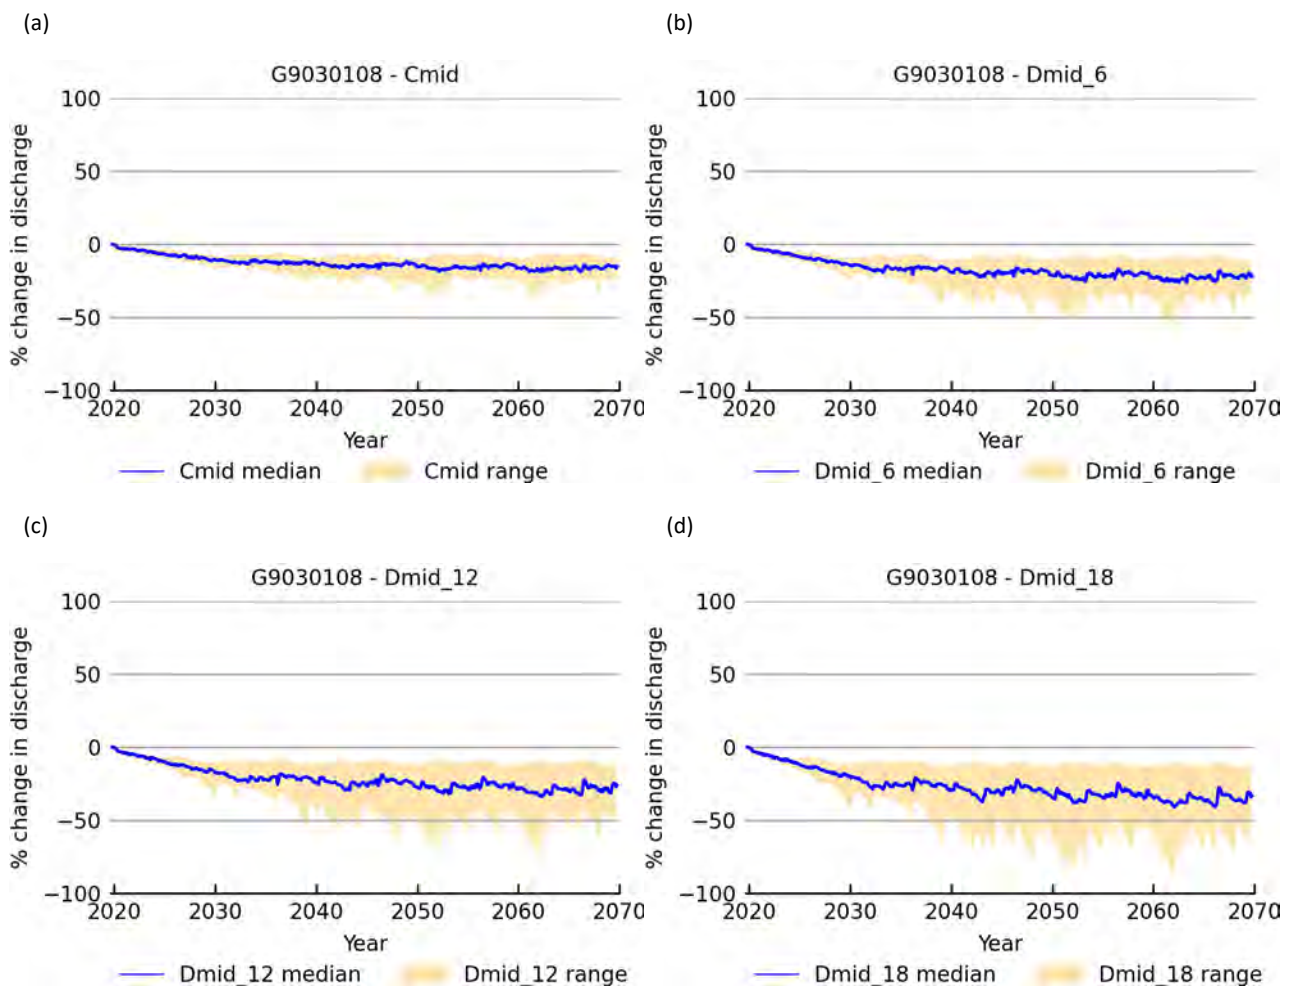 (a)
G9030108 - Cmid
% change in discharge
100
50
0
−50
−100
2020 2030 2040 2050 2060 2070
Year
Cmid median Cmid range
(b)
G9030108 - Dmid_6
% change in discharge
100
50
0
−50
−100
2020 2030 2040 2050 2060 2070
Year
Dmid_6 median Dmid_6 range
(c)
G9030108 - Dmid_12
% change in discharge
100
50
0
−50
−100
2020 2030 2040 2050 2060 2070
Year
Dmid_12 median Dmid_12 range
(d)
G9030108 - Dmid_18
% change in discharge
100
50
0
−50
−100
2020 2030 2040 2050 2060 2070
Year
Dmid_18 median Dmid_18 range